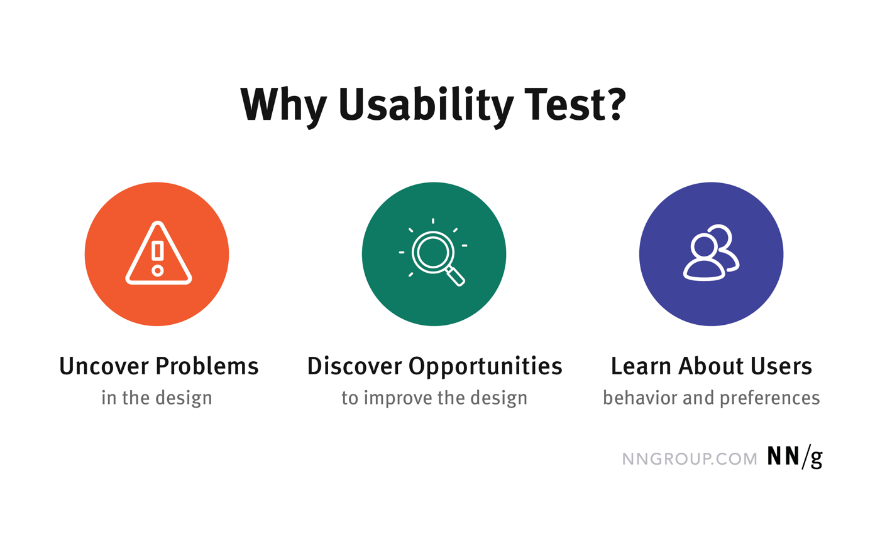 Why Usability Test?
Uncover Problems
in the design
Discover Opportunities
to improve the design
Learn About Users
behavior and preferences
NNGROUP.COM NN/g